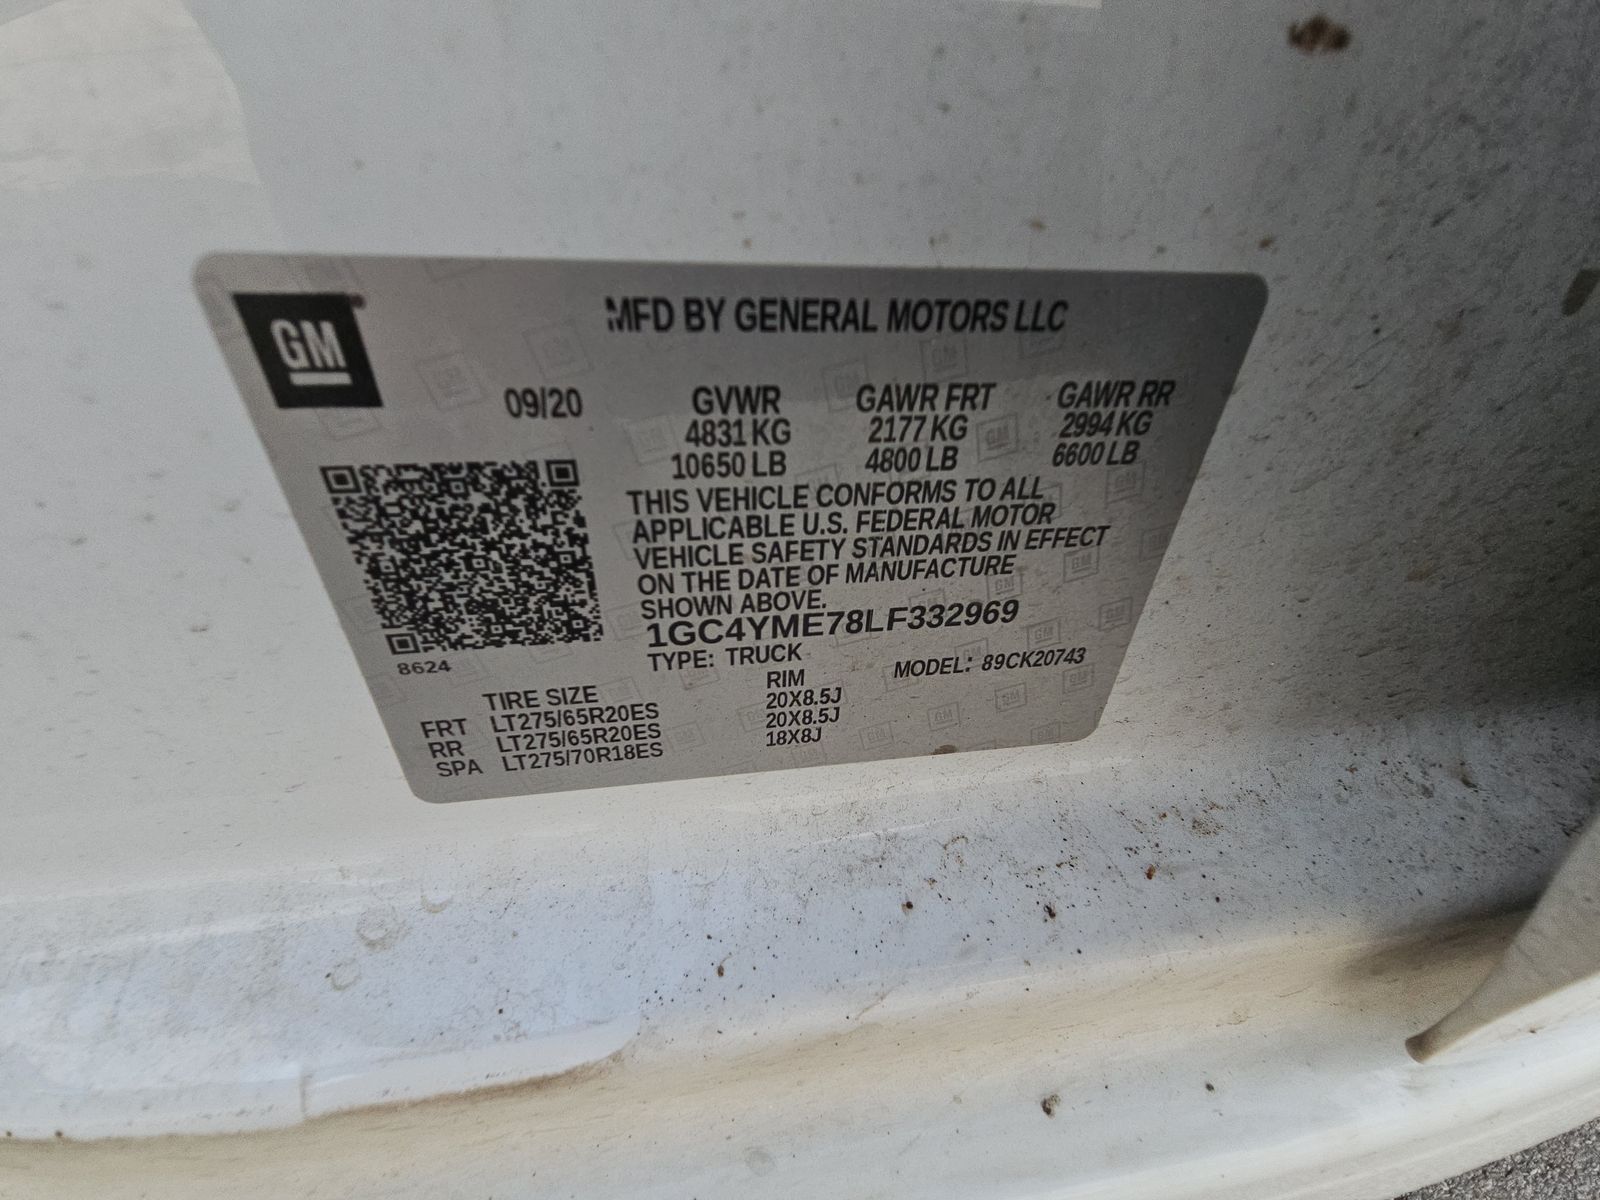 GM
MFD BY GENERAL MOTORS LLC
09/20
GVWR GAWR FRT GAWR RR
4831 KG 2177 KG 2994 KG
10650 LB 4800 LB 6600 LB
THIS VEHICLE CONFORMS TO ALL
APPLICABLE U.S. FEDERAL MOTOR
VEHICLE SAFETY STANDARDS IN EFFECT
ON THE DATE OF MANUFACTURE
SHOWN ABOVE.
1GC4YME78LF332969
8624
TYPE: TRUCK MODEL: 89CK20743
TIRE SIZE RIM
FRT LT275/65R20ES 20X8.5J
RR LT275/65R20ES 20X8.5J
SPA LT275/70R18ES 18X8J